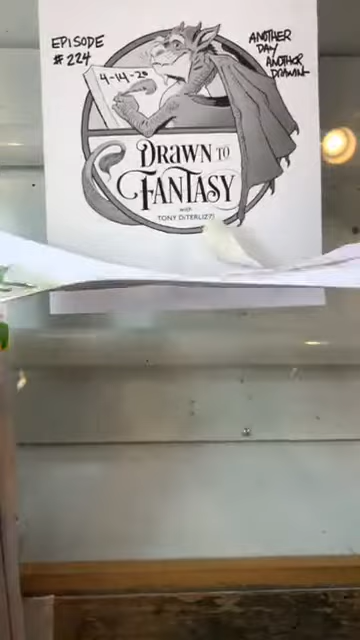 EPISODE
# 224
ANOTHER
DAY
ANOTHER
DRAWIN
4-14-20
DRAWN TO
FANTASY
with
TONY DITERLIZZI